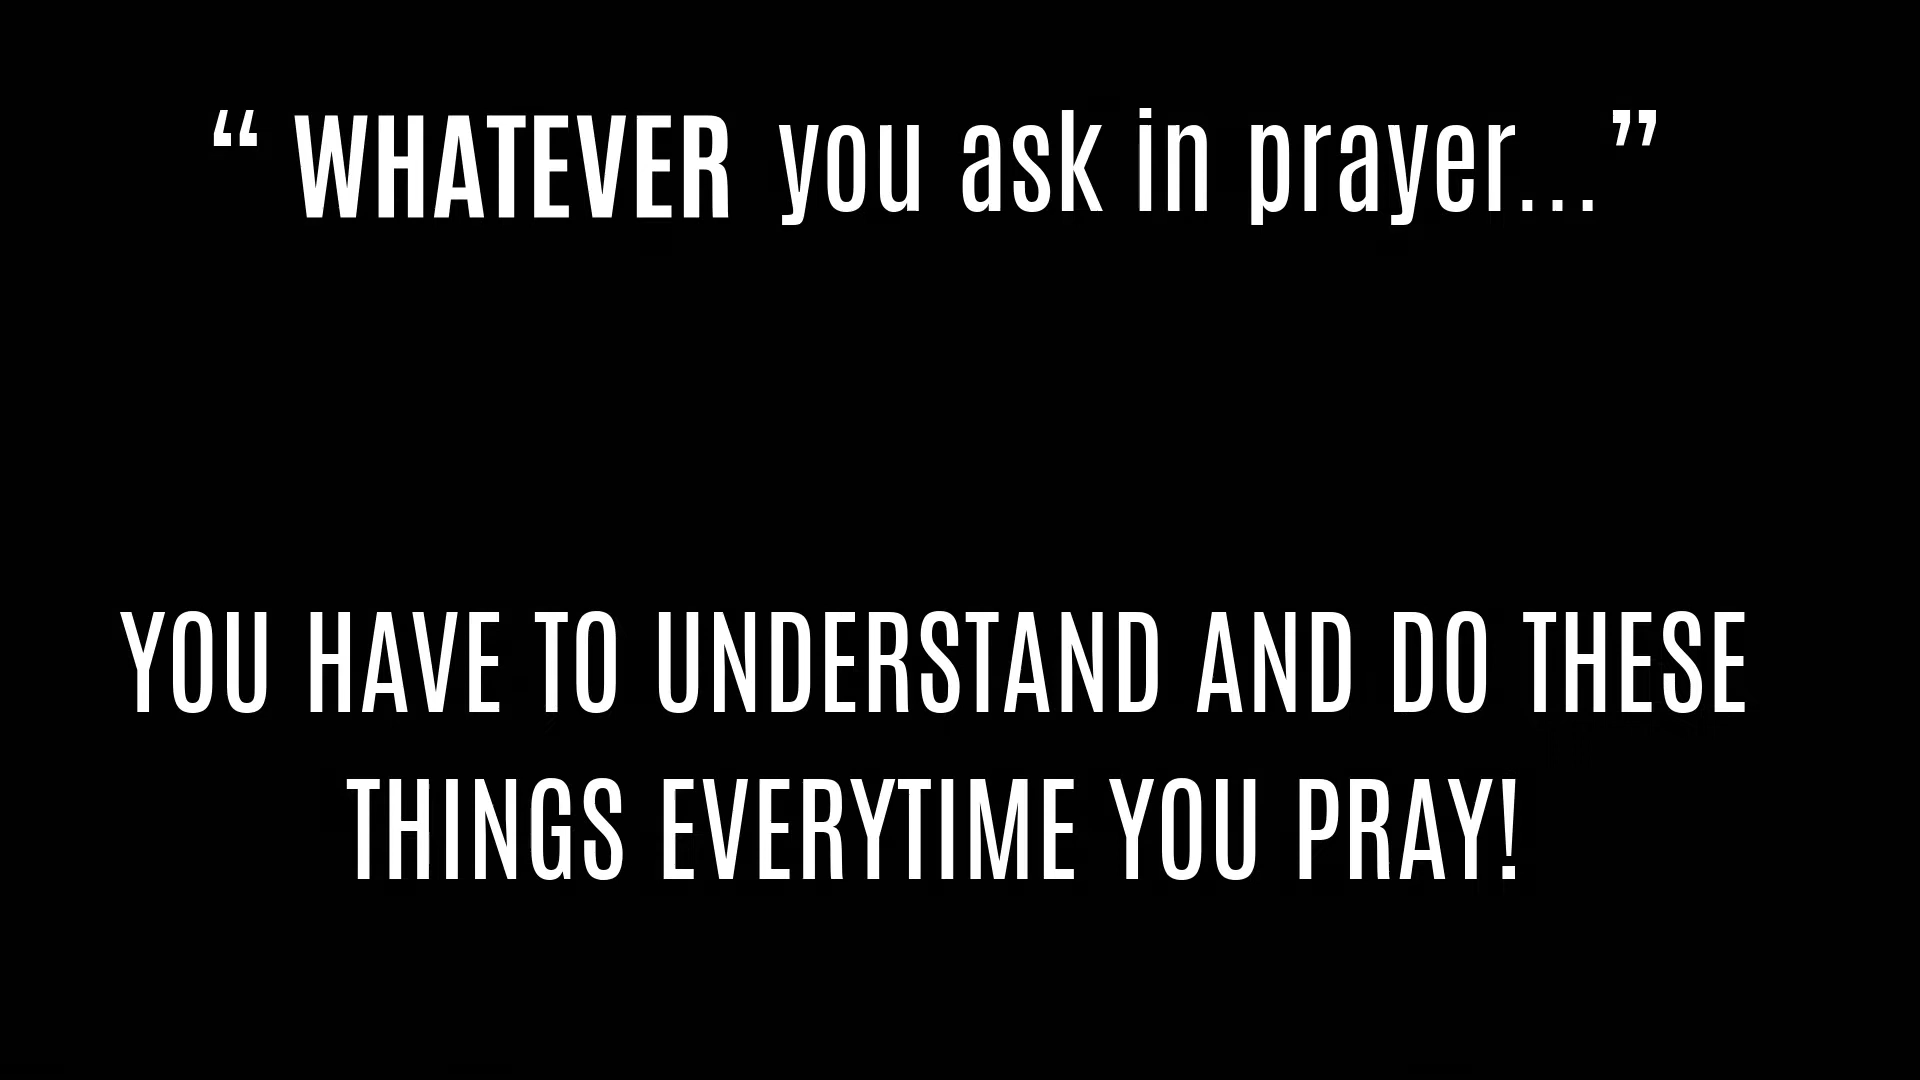 “ WHATEVER you ask in prayer...”
YOU HAVE TO UNDERSTAND AND DO THESE
THINGS EVERYTIME YOU PRAY!